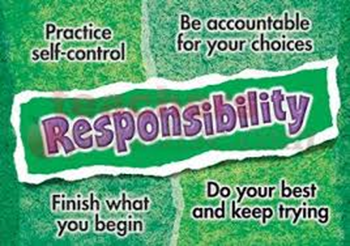 Practice
self-control
Be accountable
for your choices
Responsibility
Finish what
you begin
Do your best
and keep trying